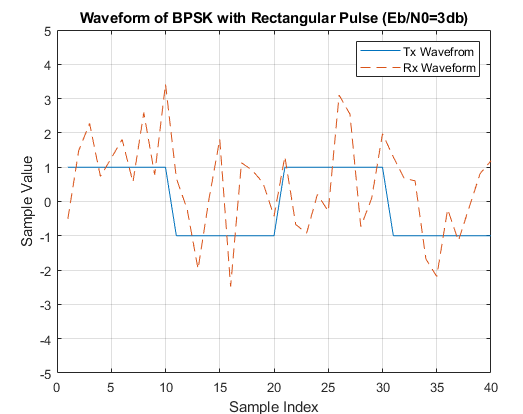 Waveform of BPSK with Rectangular Pulse (Eb/N0=3db)
Tx Wavefrom
Rx Waveform
Sample Value
5
4
3
2
1
0
-1
-2
-3
-4
-5
0 5 10 15 20 25 30 35 40
Sample Index